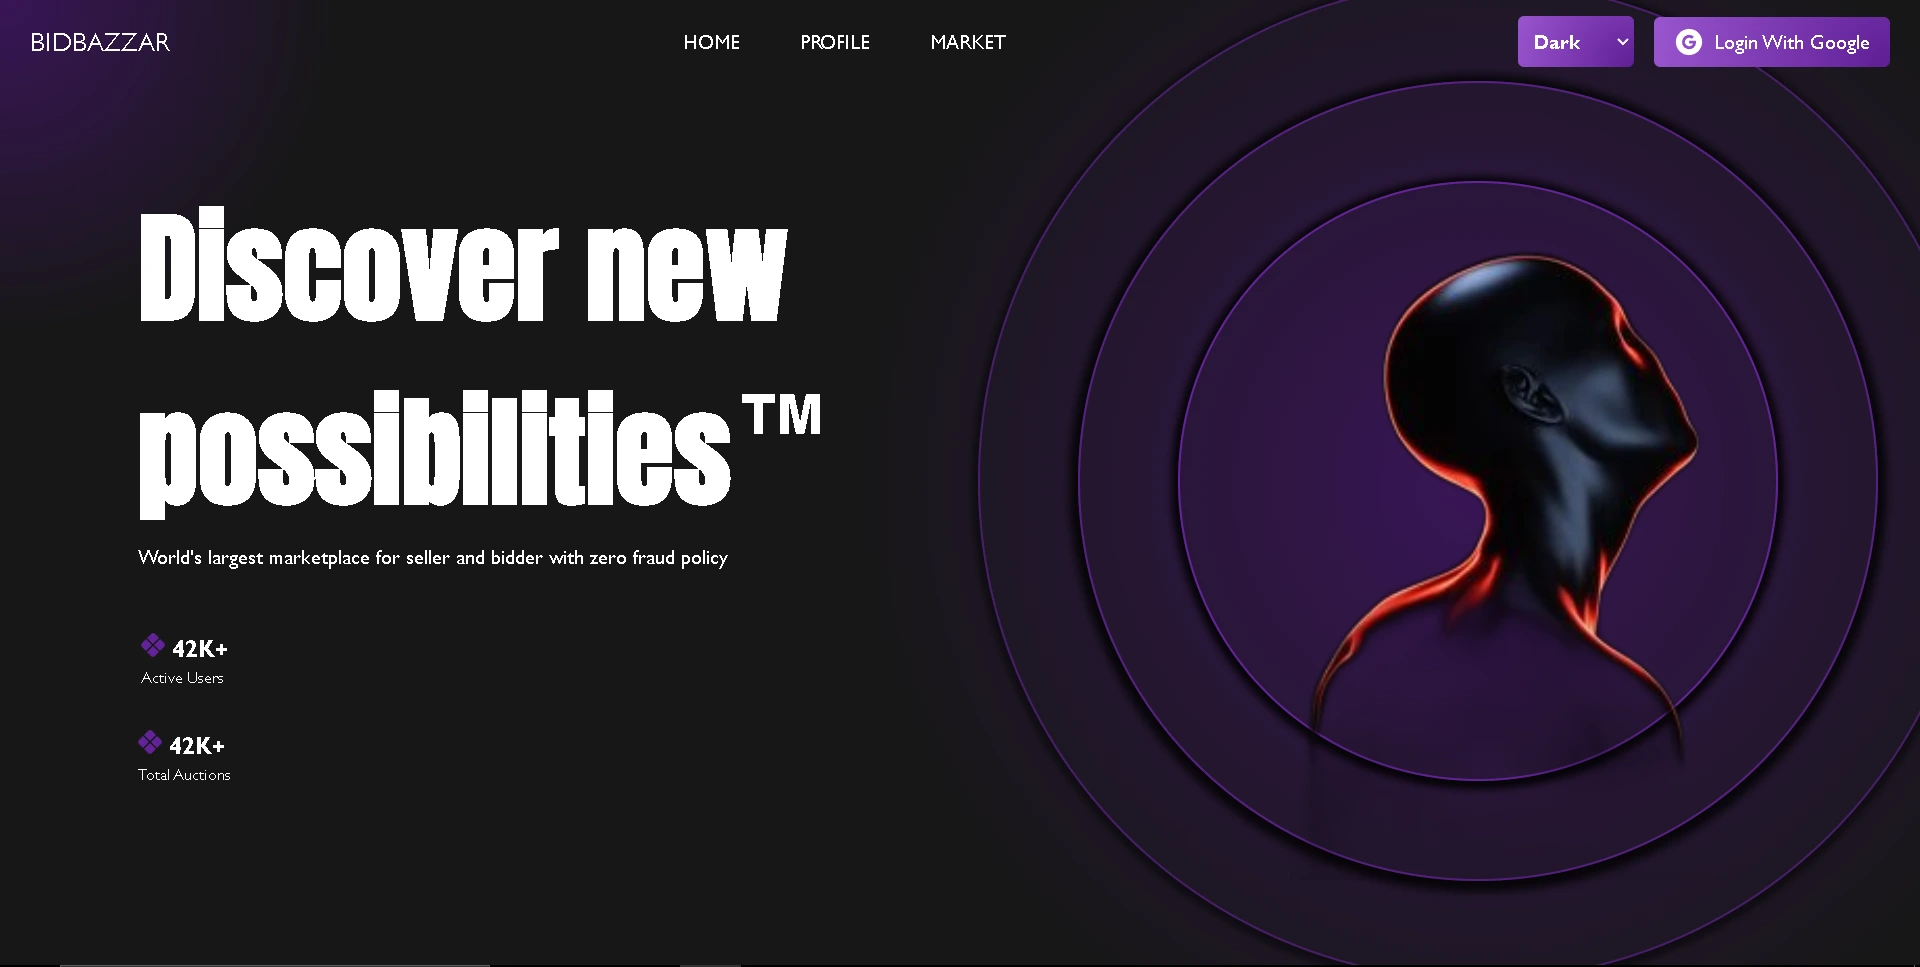 BIDBAZZAR
HOME PROFILE MARKET
Dark
G Login With Google
Discover new
possibilities™
World's largest marketplace for seller and bidder with zero fraud policy
42K+
Active Users
42K+
Total Auctions